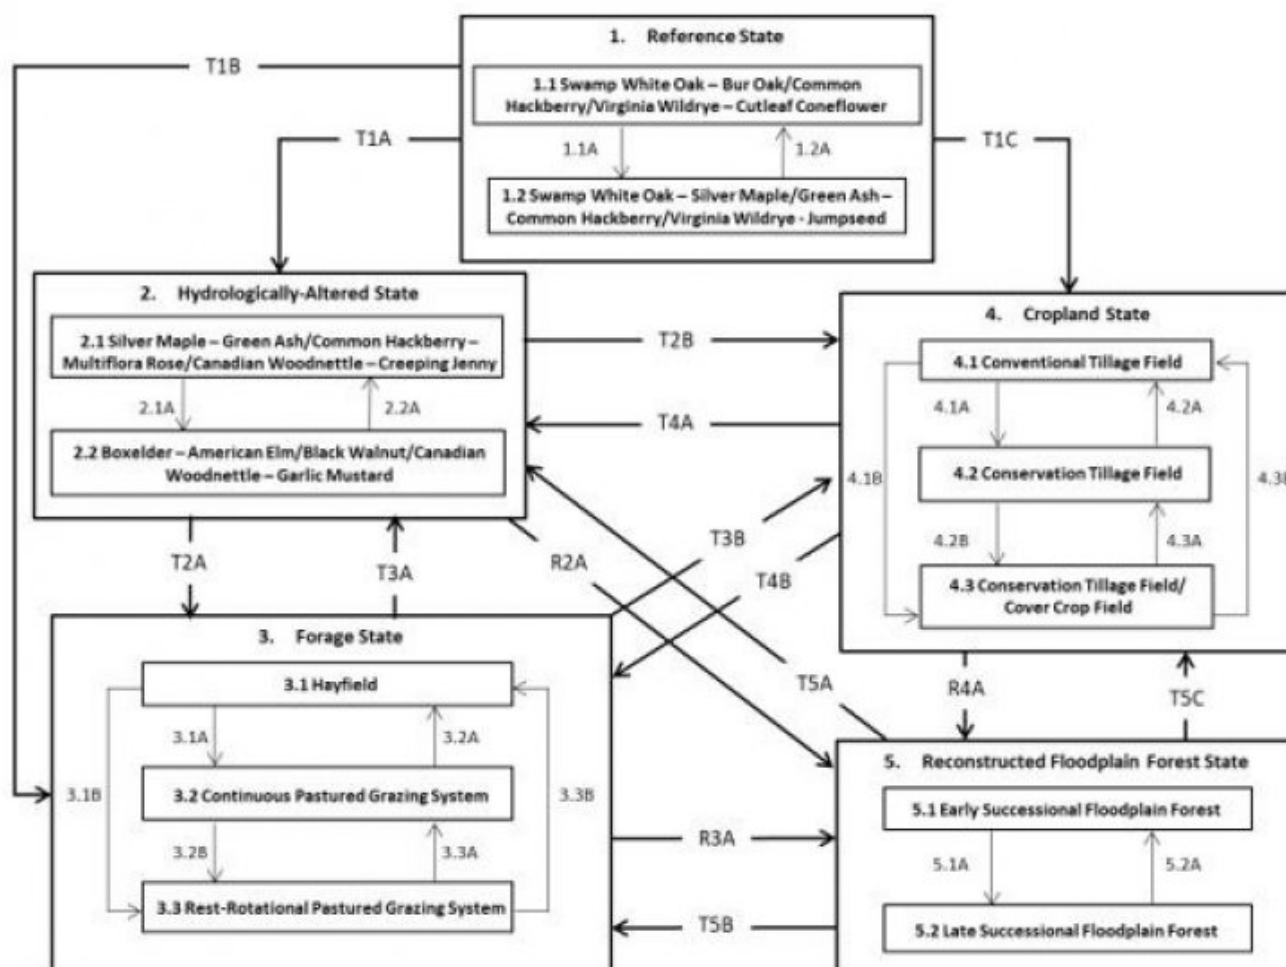 1. Reference State
T1B
1.1 Swamp White Oak – Bur Oak/Common
Hackberry/Virginia Wildrye – Cutleaf Coneflower
T1A
T1C
1.1A
1.2A
1.2 Swamp White Oak – Silver Maple/Green Ash –
Common Hackberry/Virginia Wildrye - Jumpseed
2. Hydrologically-Altered State
2.1 Silver Maple – Green Ash/Common Hackberry –
Multiflora Rose/Canadian Woodnettle – Creeping Jenny
2.1A
2.2A
2.2 Boxelder – American Elm/Black Walnut/Canadian
Woodnettle – Garlic Mustard
T2B
T4A
4. Cropland State
4.1 Conventional Tillage Field
4.1A
4.2A
4.2 Conservation Tillage Field
4.1B
4.3B
4.2B
4.3A
4.3 Conservation Tillage Field/
Cover Crop Field
T2A
T3A
R2A
T3B
T4B
T5A
R4A
T5C
3. Forage State
3.1 Hayfield
3.1A
3.2A
3.2 Continuous Pastured Grazing System
3.1B
3.3B
3.2B
3.3A
3.3 Rest-Rotational Pastured Grazing System
R3A
T5B
5. Reconstructed Floodplain Forest State
5.1 Early Successional Floodplain Forest
5.1A
5.2A
5.2 Late Successional Floodplain Forest